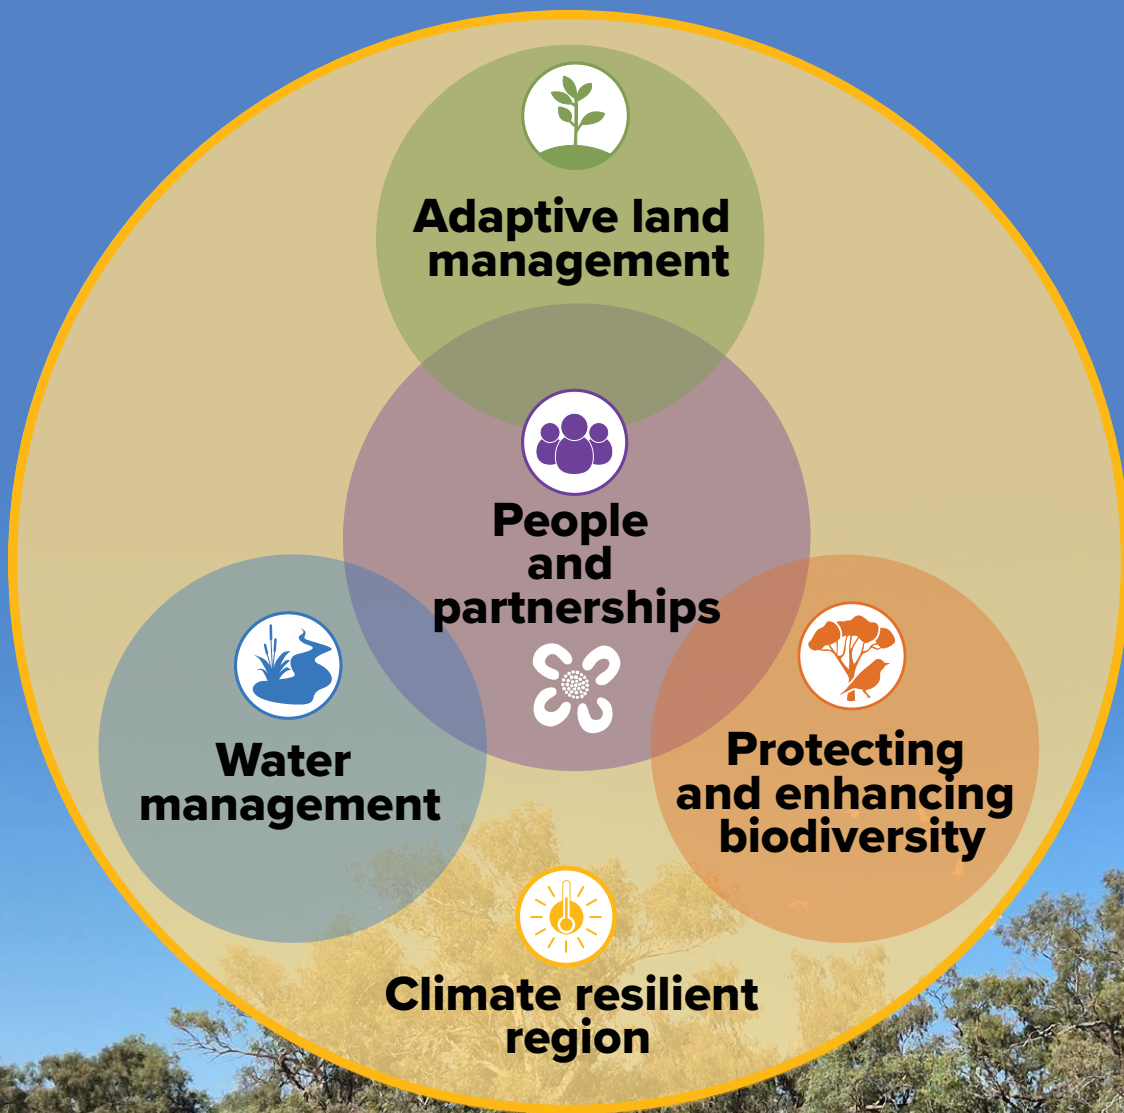 Adaptive land
management
People
and
partnerships
Water
management
Protecting
and enhancing
biodiversity
Climate resilient
region